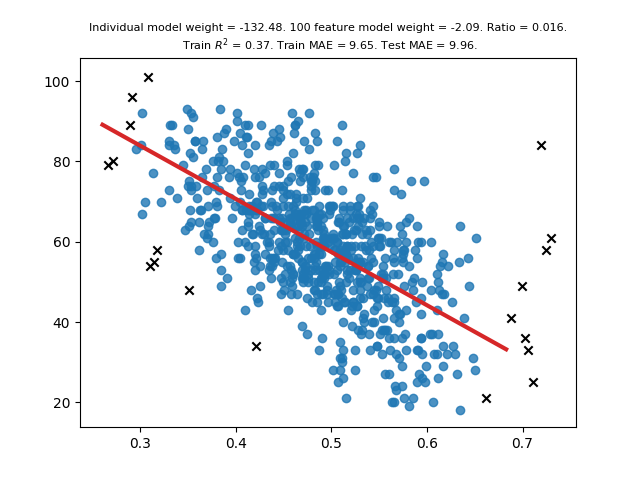 Individual model weight = -132.48. 100 feature model weight = -2.09. Ratio = 0.016.
Train R² = 0.37. Train MAE = 9.65. Test MAE = 9.96.
100
80
60
40
20
0.3 0.4 0.5 0.6 0.7